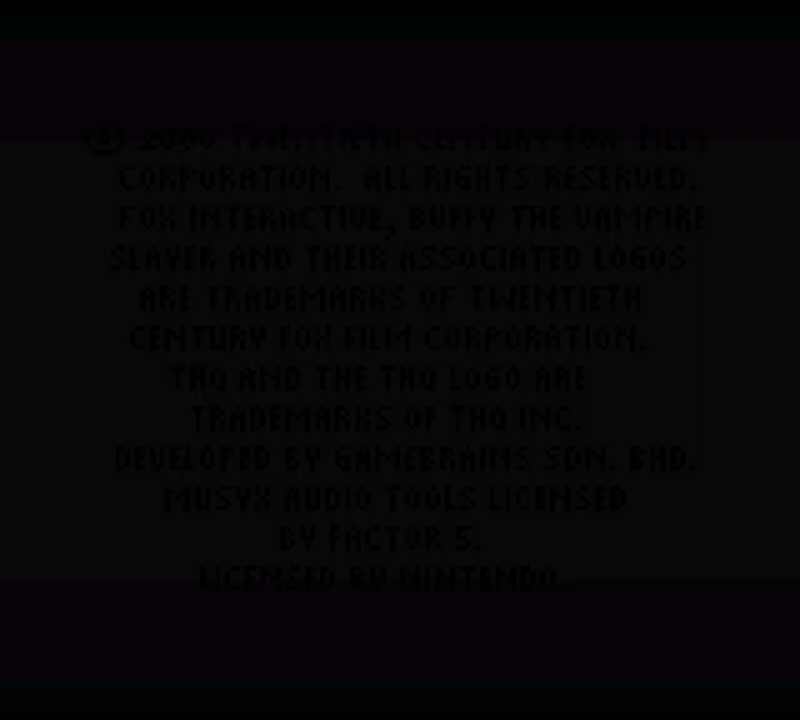 © 2000 TWENTIETH CENTURY FOX FILM
CORPORATION. ALL RIGHTS RESERVED.
FOX INTERACTIVE, BUFFY THE VAMPIRE
SLAYER AND THEIR ASSOCIATED LOGOS
ARE TRADEMARKS OF TWENTIETH
CENTURY FOX FILM CORPORATION.
THQ AND THE THQ LOGO ARE
TRADEMARKS OF THQ INC.
DEVELOPED BY GAMEBRAINS SDN. BHD.
MUSYX AUDIO TOOLS LICENSED
BY FACTOR 5.
LICENSED BY NINTENDO